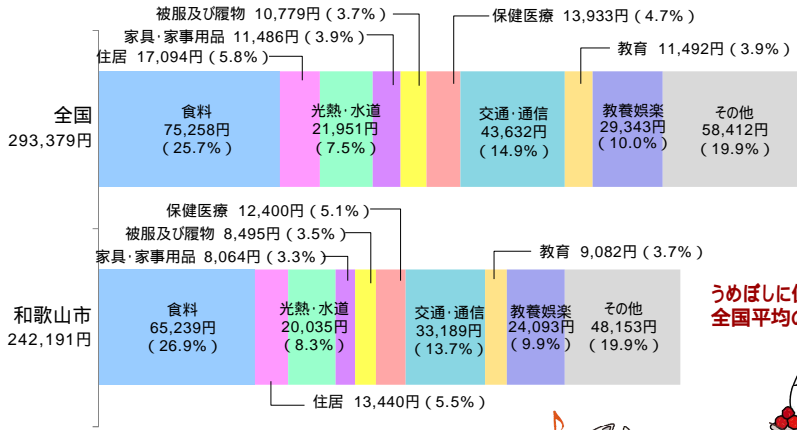 被服及び履物 10,779円(3.7%)
保健医療 13,933円(4.7%)
家具・家事用品 11,486円(3.9%)
教育 11,492円(3.9%)
住居 17,094円(5.8%)
全国
293,379円
食料
75,258円
(25.7%)
光熱・水道
21,951円
(7.5%)
交通・通信
43,632円
(14.9%)
教養娯楽
29,343円
(10.0%)
その他
58,412円
(19.9%)
保健医療 12,400円(5.1%)
被服及び履物 8,495円(3.5%)
家具・家事用品 8,064円(3.3%)
教育 9,082円(3.7%)
和歌山市
242,191円
食料
65,239円
(26.9%)
光熱・水道
20,035円
(8.3%)
交通・通信
33,189円
(13.7%)
教養娯楽
24,093円
(9.9%)
その他
48,153円
(19.9%)
住居 13,440円(5.5%)
うめぼしに
全国平均の